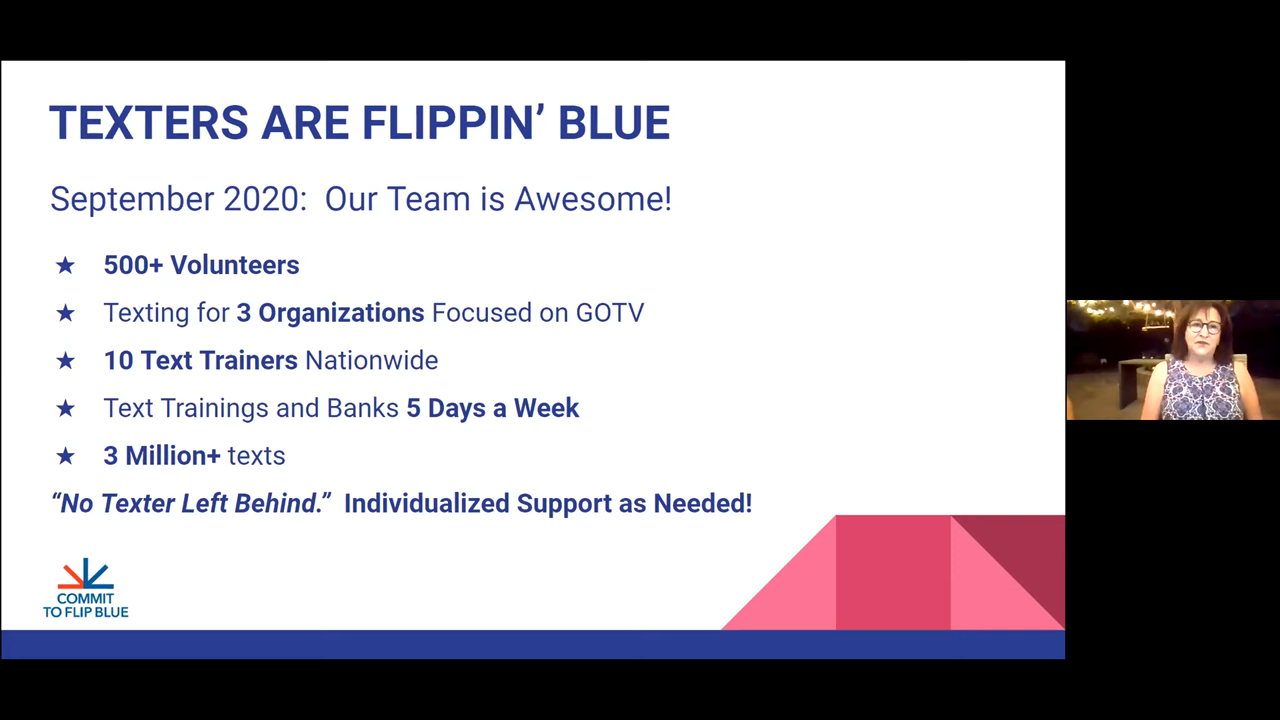 TEXTERS ARE FLIPPIN’ BLUE
September 2020:  Our Team is Awesome!
★ 500+ Volunteers
★ Texting for 3 Organizations Focused on GOTV
★ 10 Text Trainers Nationwide
★ Text Trainings and Banks 5 Days a Week
★ 3 Million+ texts
“No Texter Left Behind.”  Individualized Support as Needed!
COMMIT
TO FLIP BLUE